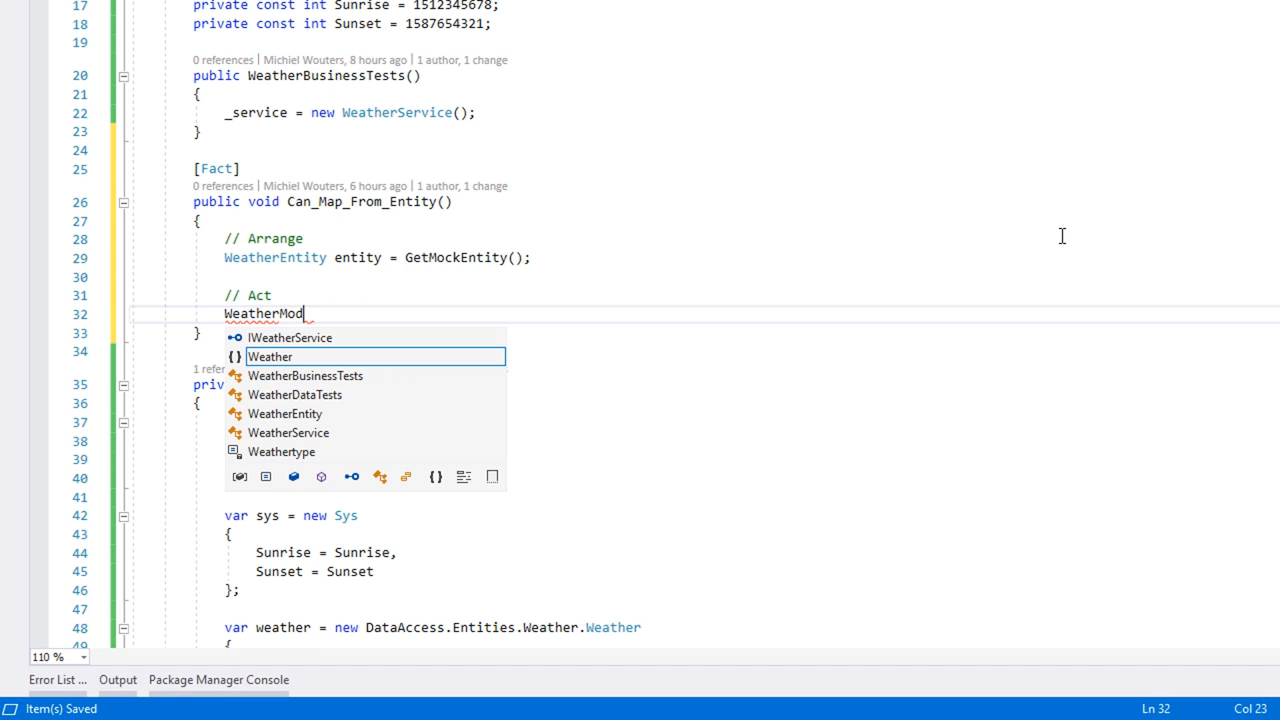 17 private const int Sunrise = 1512345678;
18 private const int Sunset = 1587654321;
19
0 references | Michiel Wouters, 8 hours ago | 1 author, 1 change
20 public WeatherBusinessTests()
21 {
22 _service = new WeatherService();
23 }
24
25 [Fact]
0 references | Michiel Wouters, 6 hours ago | 1 author, 1 change
26 public void Can_Map_From_Entity()
27 {
28 // Arrange
29 WeatherEntity entity = GetMockEntity();
30
31 // Act
32 WeatherMod
33 }
IWeatherService
34
{ } Weather
1 refer
WeatherBusinessTests
35 priv
WeatherDataTests
36 {
WeatherEntity
37
WeatherService
38
Weathertype
39
40
41
42 var sys = new Sys
43 {
44 Sunrise = Sunrise,
45 Sunset = Sunset
46 };
47
48 var weather = new DataAccess.Entities.Weather.Weather
49 {
110 %
Error List ... Output Package Manager Console
Item(s) Saved Ln 32 Col 23